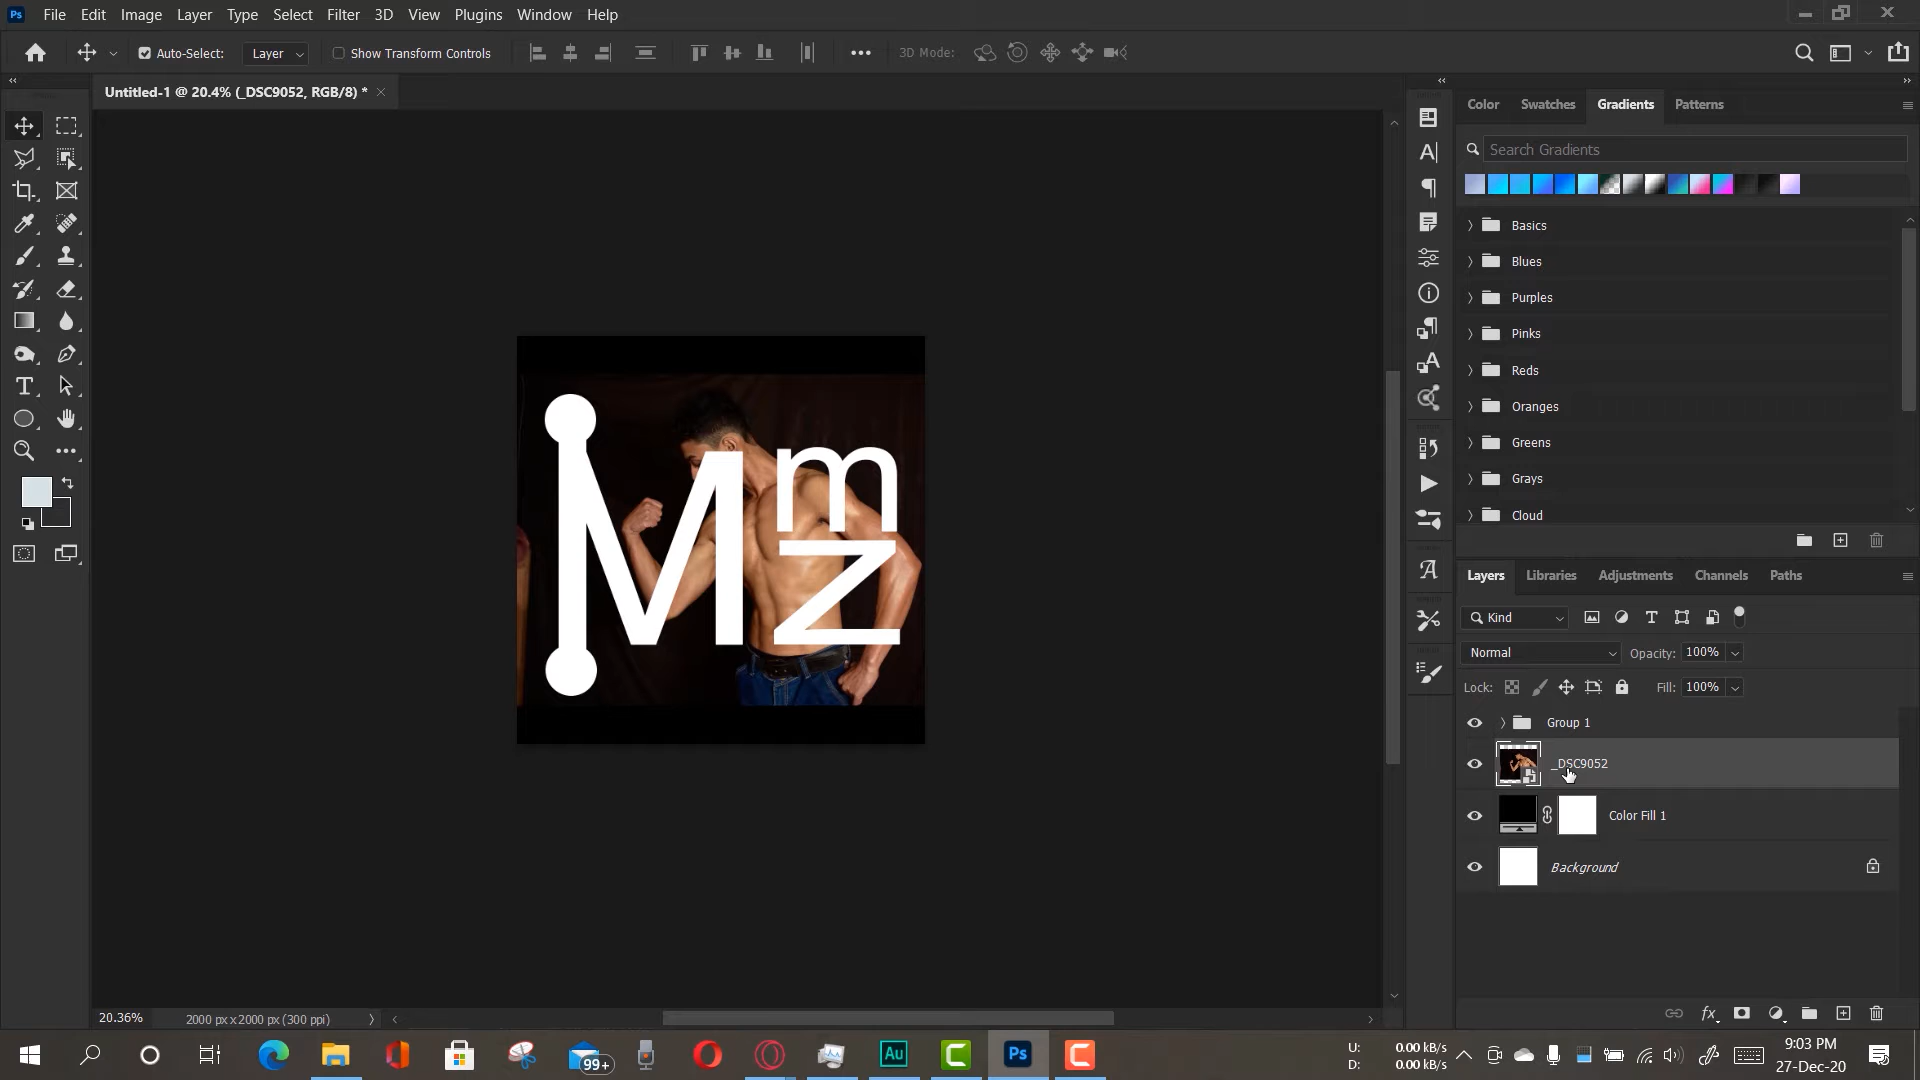 Ps File Edit Image Layer Type Select Filter 3D View Plugins Window Help
Auto-Select: Layer Show Transform Controls 3D Mode:
Untitled-1 @ 20.4% (_DSC9052, RGB/8) *
Color Swatches Gradients Patterns
Search Gradients
Basics
Blues
Purples
Pinks
Reds
Oranges
Greens
Grays
Cloud
M m
z
Layers Libraries Adjustments Channels Paths
Kind
Normal Opacity: 100%
Lock: Fill: 100%
Group 1
_DSC9052
Color Fill 1
Background
20.36% 2000 px x 2000 px (300 ppi)
99+ Au Ps
U: 0.00 kB/s
D: 0.00 kB/s
9:03 PM
27-Dec-20